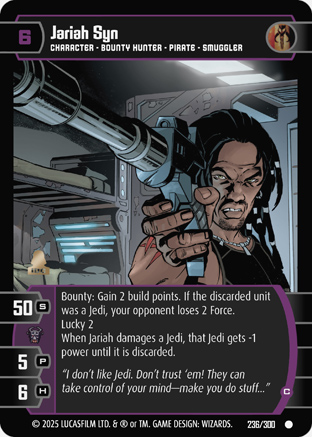 6
Jariah Syn
CHARACTER • BOUNTY HUNTER • PIRATE • SMUGGLER
50 S
5 P
6 H
Bounty: Gain 2 build points. If the discarded unit
was a Jedi, your opponent loses 2 Force.
Lucky 2
When Jariah damages a Jedi, that Jedi gets -1
power until it is discarded.
“I don’t like Jedi. Don’t trust ’em! They can
take control of your mind—make you do stuff...”
C
© 2025 LUCASFILM LTD. & ® or TM. GAME DESIGN: WIZARDS.
236/300